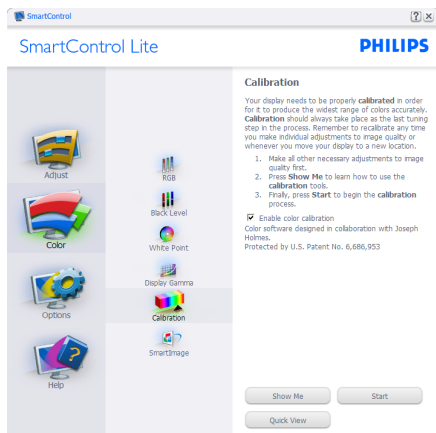 SmartControl
SmartControl Lite
PHILIPS
Adjust
Color
Options
Help
RGB
Black Level
White Point
Display Gamma
Calibration
SmartImage
Calibration
Your display needs to be properly calibrated in order
for it to produce the widest range of colors accurately.
Calibration should always take place as the last tuning
step in the process. Remember to recalibrate any time
you make individual adjustments to image quality or
whenever you move your display to a new location.
1. Make all other necessary adjustments to image
quality first.
2. Press Show Me to learn how to use the
calibration tools.
3. Finally, press Start to begin the calibration
process.
Enable color calibration
Color software designed in collaboration with Joseph
Holmes.
Protected by U.S. Patent No. 6,686,953
Show Me
Start
Quick View